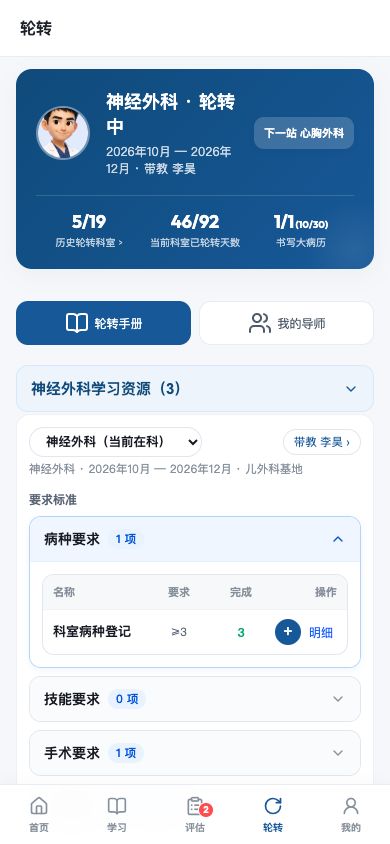 轮转
神经外科 · 轮转
中
2026年10月 — 2026年
12月 · 带教 李昊
下一站 心胸外科
5/19
46/92
1/1(10/30)
历史轮转科室 ›
当前科室已轮转天数
书写大病历
轮转手册
我的导师
神经外科学习资源（3）
神经外科（当前在科）
带教 李昊 ›
神经外科 · 2026年10月 — 2026年12月 · 儿外科基地
要求标准
病种要求 1 项
名称 要求 完成 操作
科室病种登记 ≥3 3 + 明细
技能要求 0 项
手术要求 1 项
2
首页 学习 评估 轮转 我的